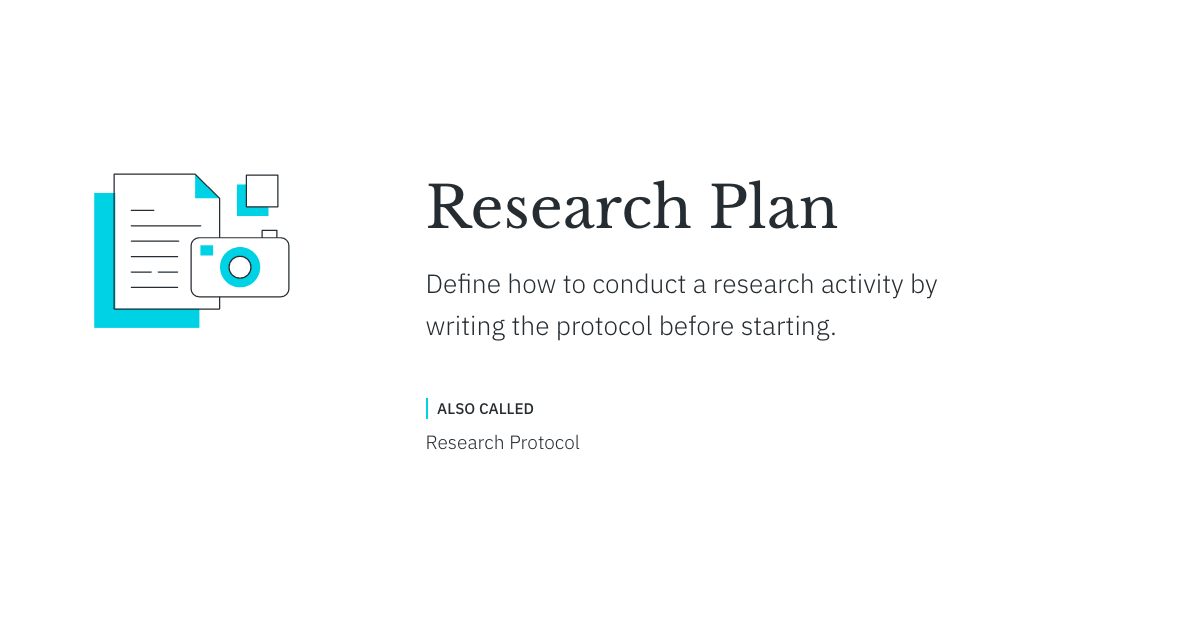 Research Plan
Define how to conduct a research activity by
writing the protocol before starting.
ALSO CALLED
Research Protocol